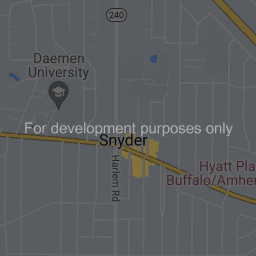 240
Daemen
University
For development purposes only
Snyder
Harlem Rd
Hyatt Pla
Buffalo/Amher